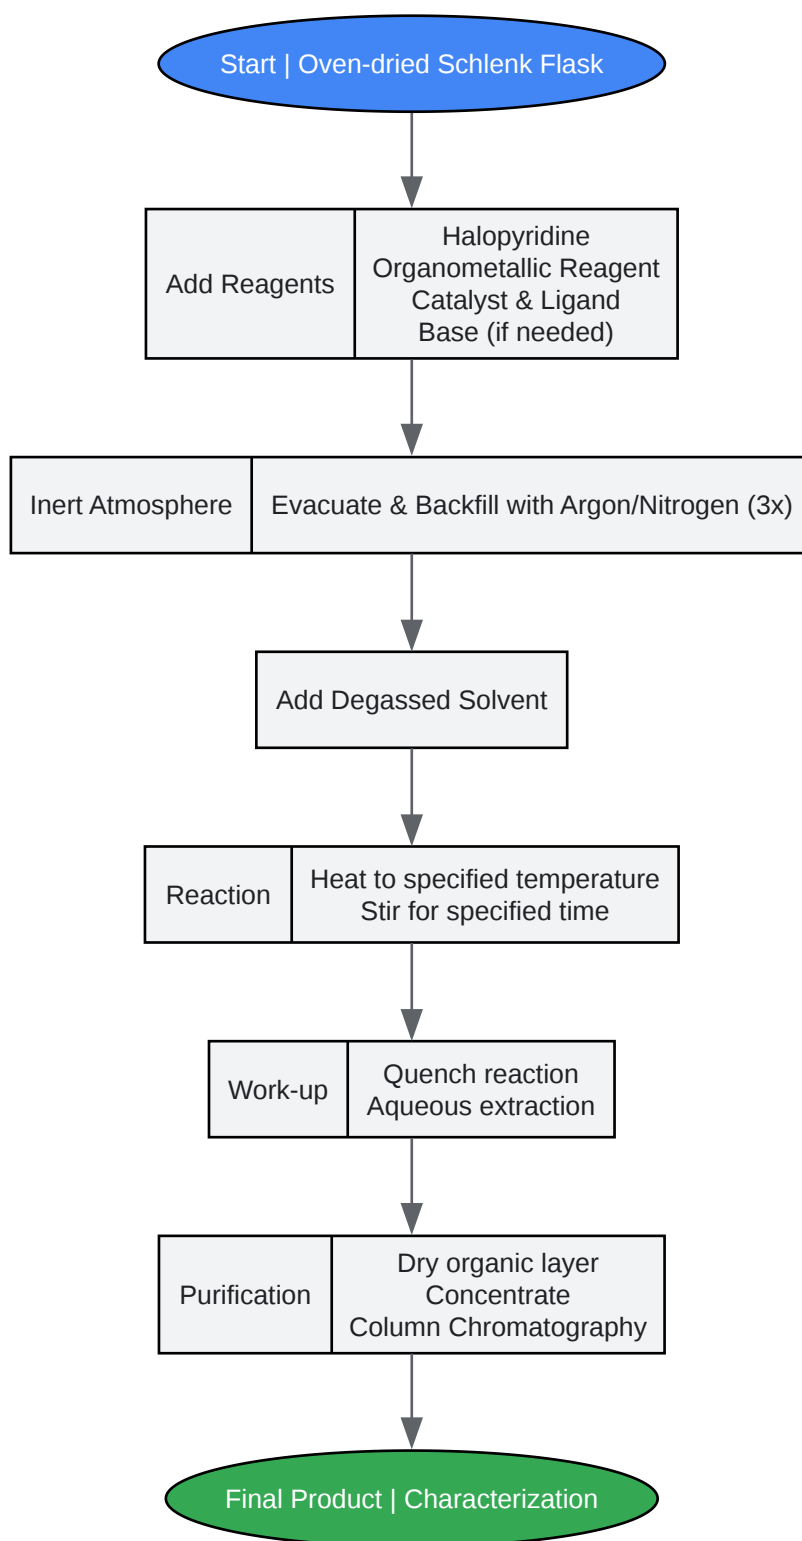 Start | Oven-dried Schlenk Flask
Add Reagents
Halopyridine
Organometallic Reagent
Catalyst & Ligand
Base (if needed)
Inert Atmosphere
Evacuate & Backfill with Argon/Nitrogen (3x)
Add Degassed Solvent
Reaction
Heat to specified temperature
Stir for specified time
Work-up
Quench reaction
Aqueous extraction
Purification
Dry organic layer
Concentrate
Column Chromatography
Final Product | Characterization